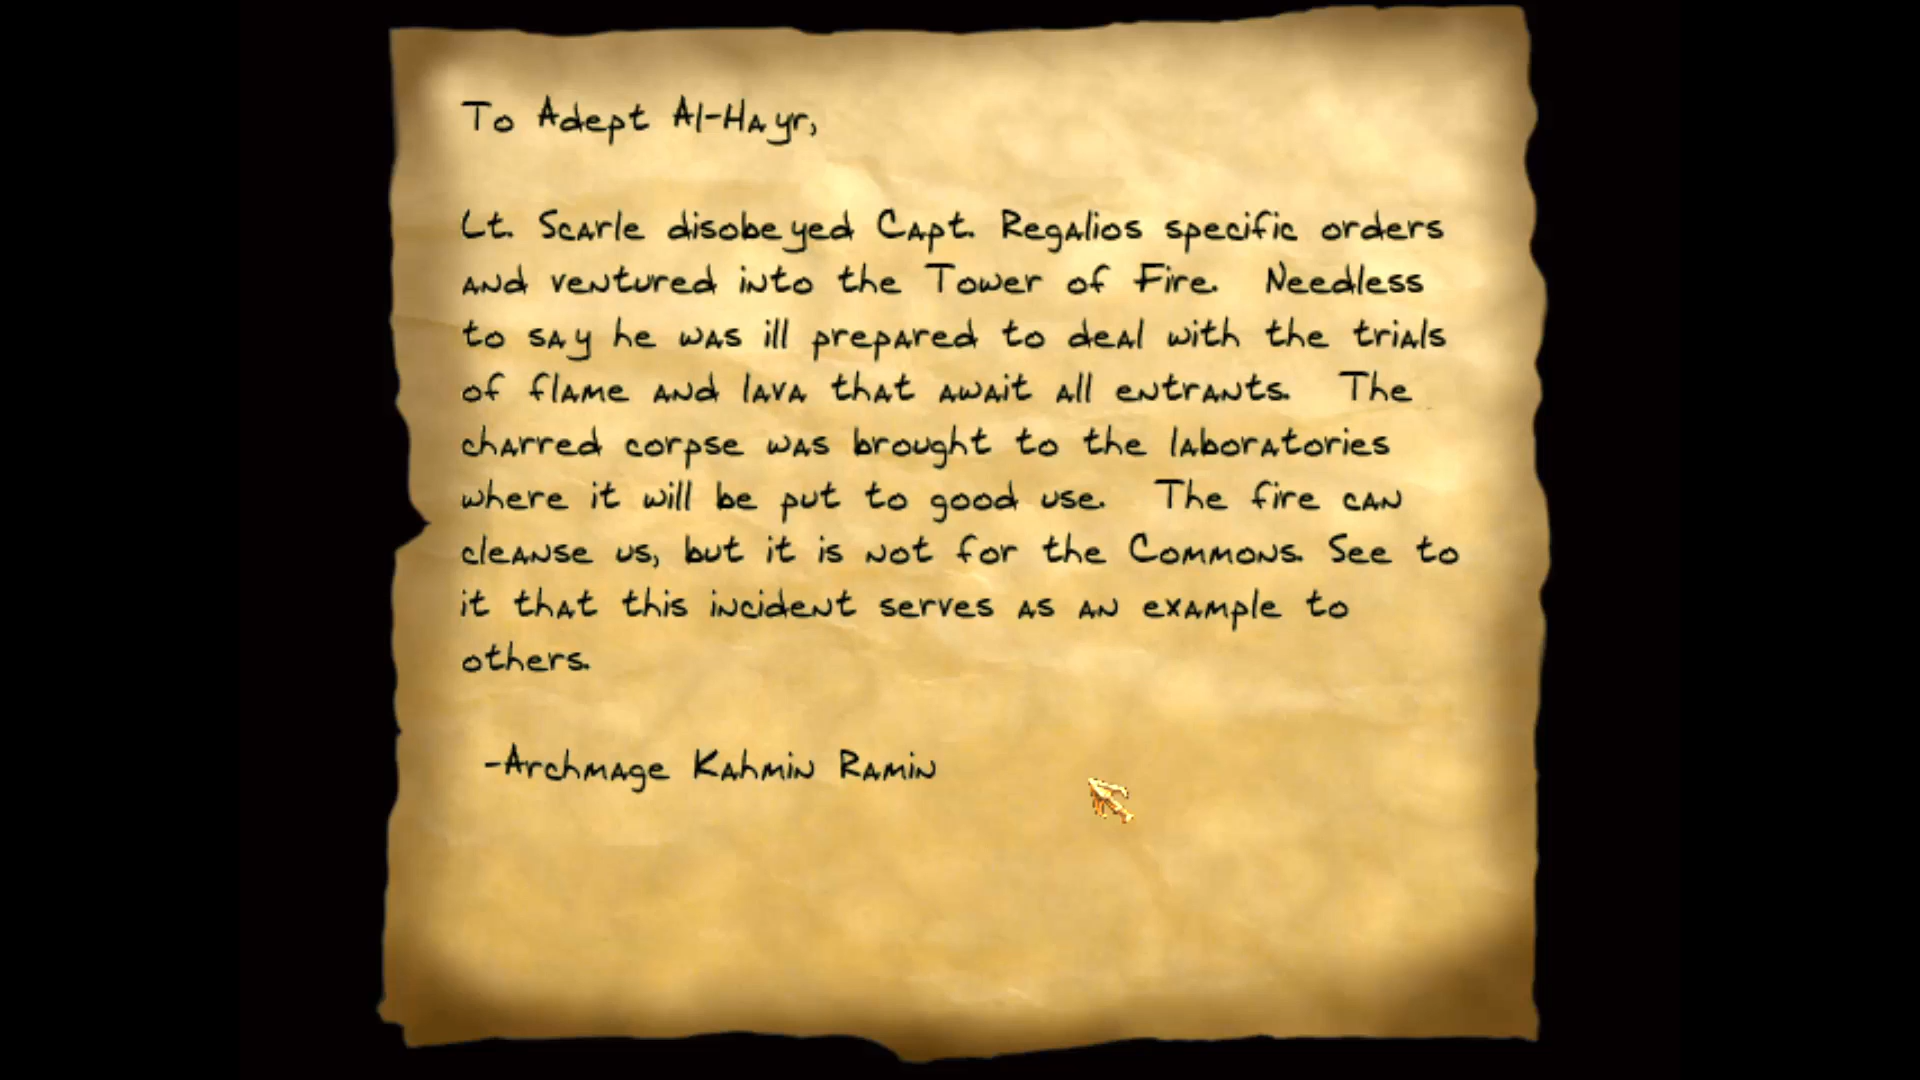 To Adept Al-Hayr,
Lt. Scarle disobeyed Capt. Regalios specific orders
and ventured into the Tower of Fire. Needless
to say he was ill prepared to deal with the trials
of flame and lava that await all entrants. The
charred corpse was brought to the laboratories
where it will be put to good use. The fire can
cleanse us, but it is not for the Commons. See to
it that this incident serves as an example to
others.
-Archmage Kahmin Ramin